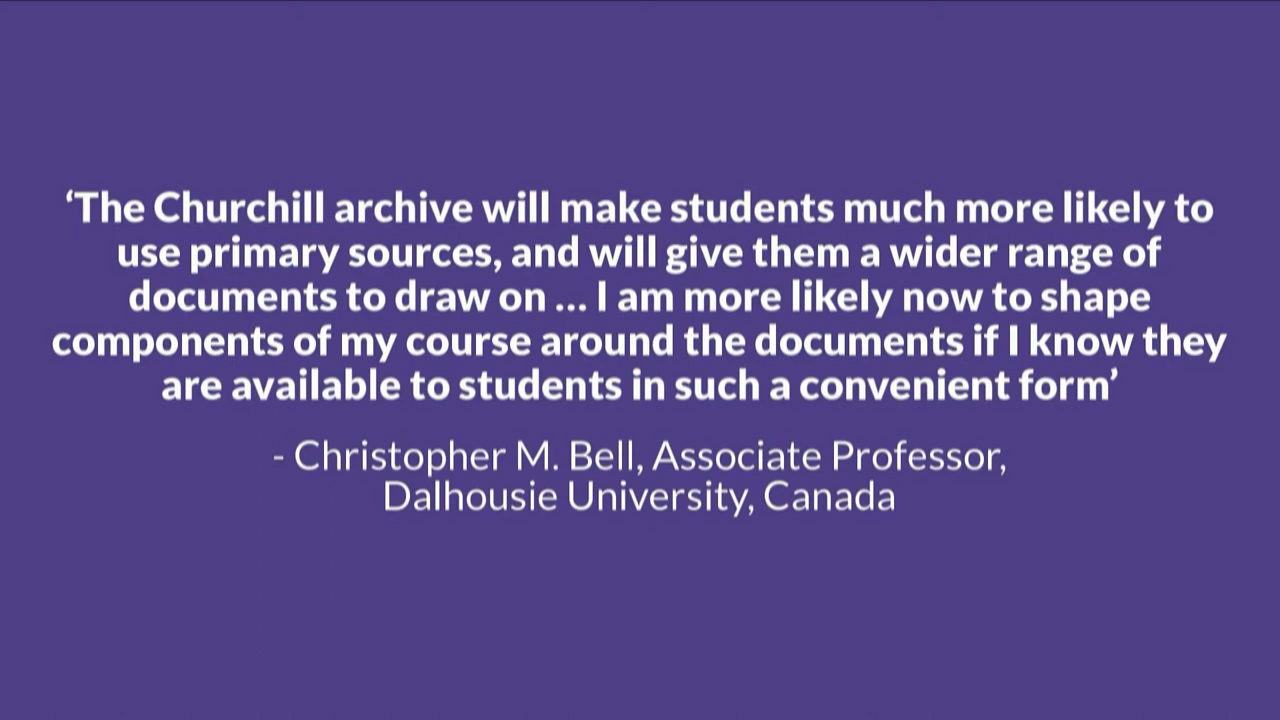 ‘The Churchill archive will make students much more likely to
use primary sources, and will give them a wider range of
documents to draw on ... I am more likely now to shape
components of my course around the documents if I know they
are available to students in such a convenient form’
- Christopher M. Bell, Associate Professor,
Dalhousie University, Canada